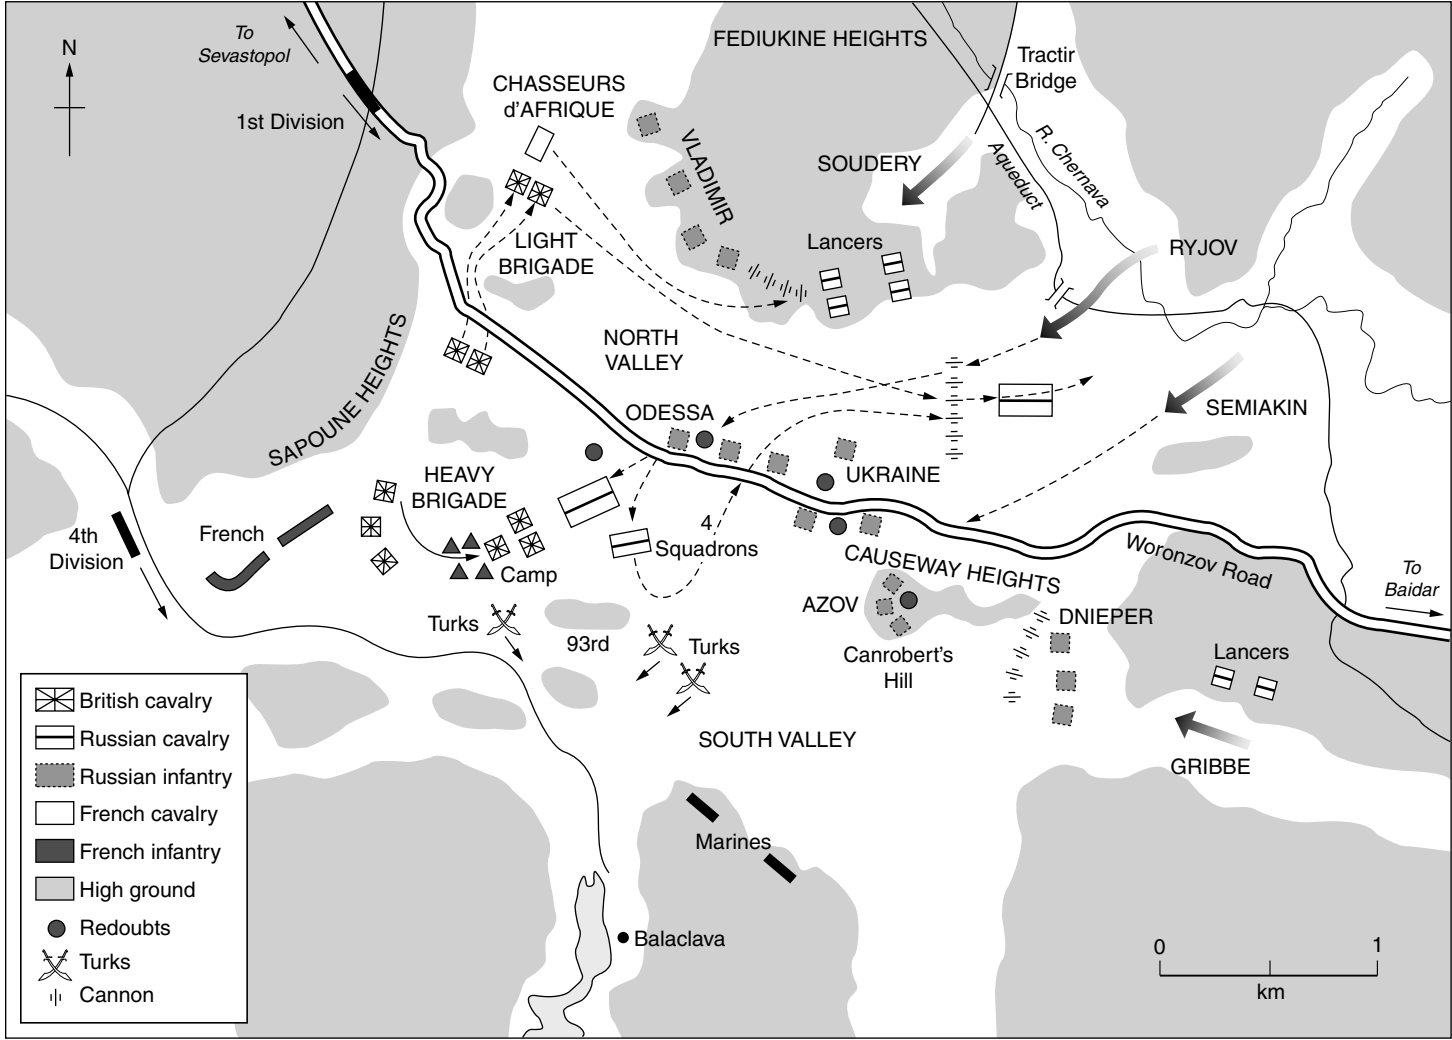 To
Sevastopol
N
1st Division
CHASSEURS
d'AFRIQUE
FEDIUKINE HEIGHTS
Tractir
Bridge
VLADIMIR
SOUDERY
Aqueduct
R. Chernava
LIGHT
BRIGADE
Lancers
RYJOV
NORTH
VALLEY
SAPOUNE HEIGHTS
ODESSA
SEMIAKIN
HEAVY
BRIGADE
UKRAINE
4th
Division
French
4
Squadrons
Camp
CAUSEWAY HEIGHTS
Woronzov Road
To
Baidar
Turks
93rd
Turks
AZOV
Canrobert's
Hill
DNIEPER
Lancers
SOUTH VALLEY
GRIBBE
Marines
Balaclava
British cavalry
Russian cavalry
Russian infantry
French cavalry
French infantry
High ground
Redoubts
Turks
Cannon
0 1
km